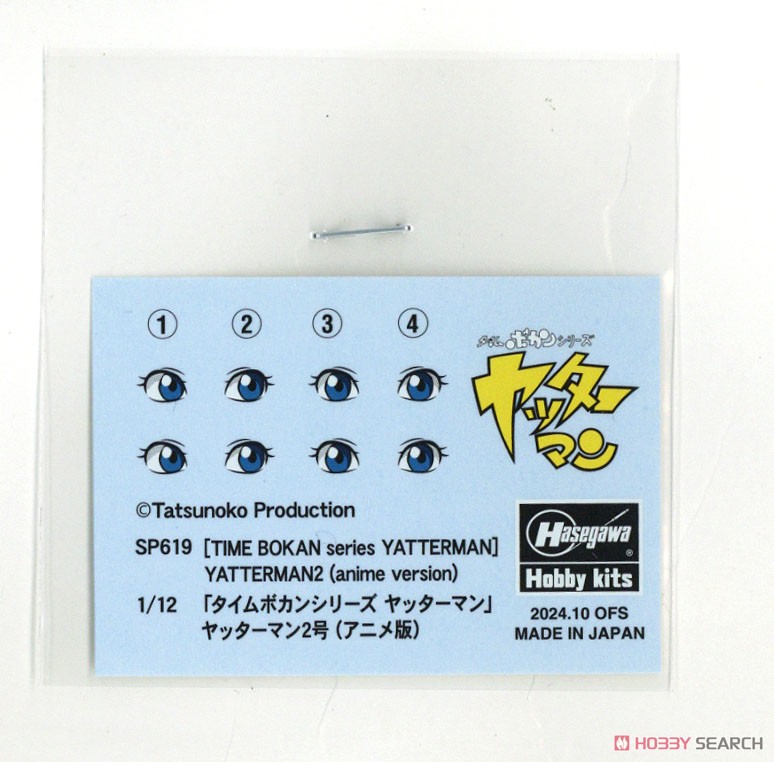 ① ② ③ ④
タイムボカンシリーズ
ヤッター
マン
©Tatsunoko Production
SP619 [TIME BOKAN series YATTERMAN]
YATTERMAN2 (anime version)
1/12 「タイムボカンシリーズ ヤッターマン」
ヤッターマン2号 (アニメ版)
Hasegawa®
Hobby kits
2024.10 OFS
MADE IN JAPAN
HOBBY SEARCH